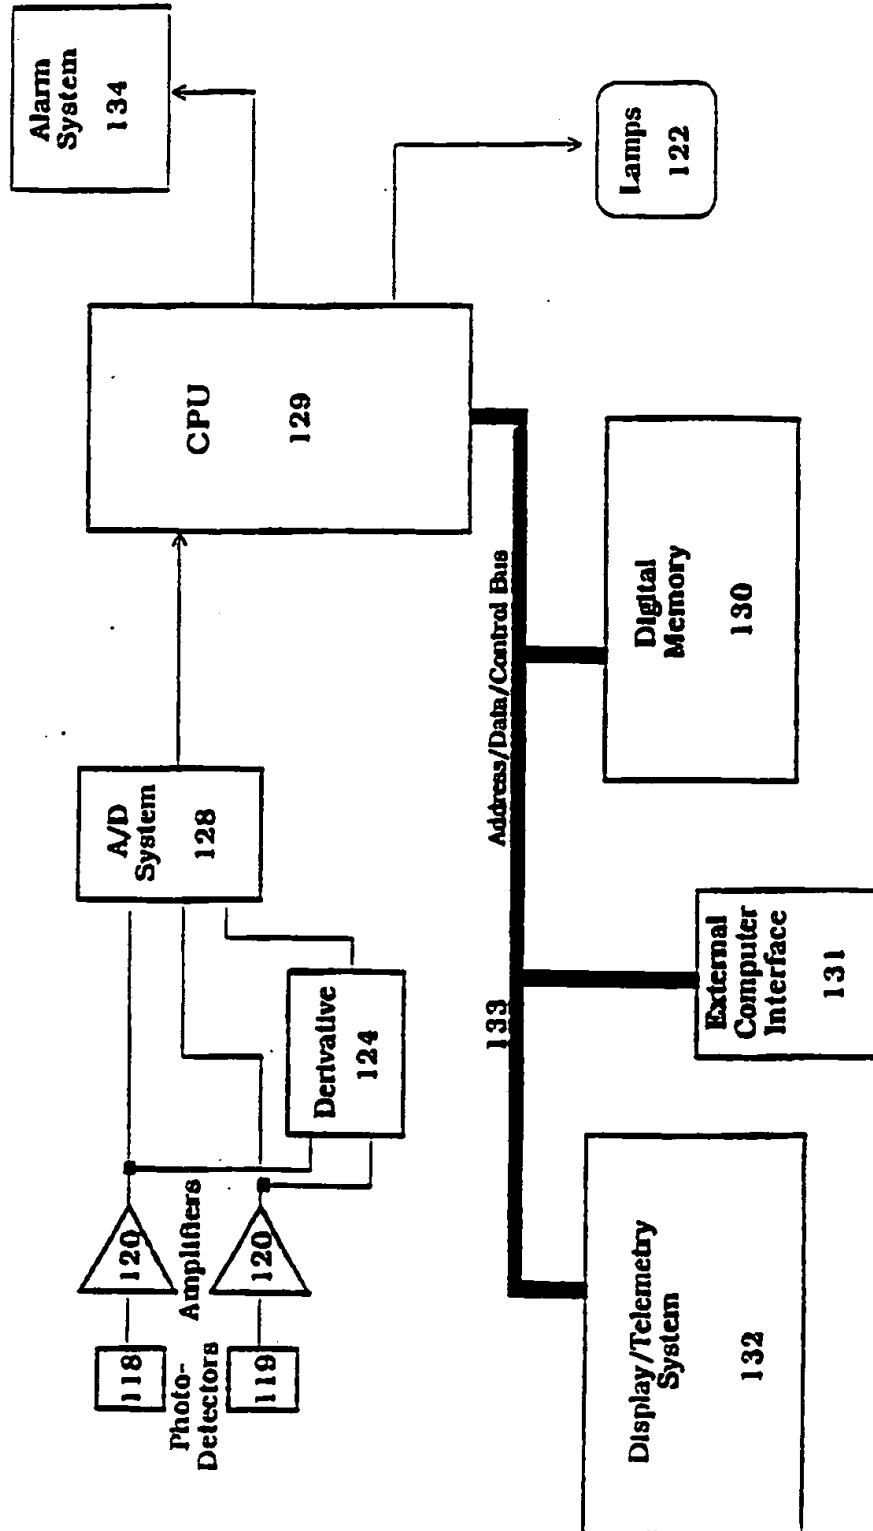 Photo-
Detectors
118
119
Amplifiers
120
120
Derivative
124
A/D
System
128
CPU
129
Alarm
System
134
Lamps
122
133
Address/Data/Control Bus
Display/Telemetry
System
132
External
Computer
Interface
131
Digital
Memory
130